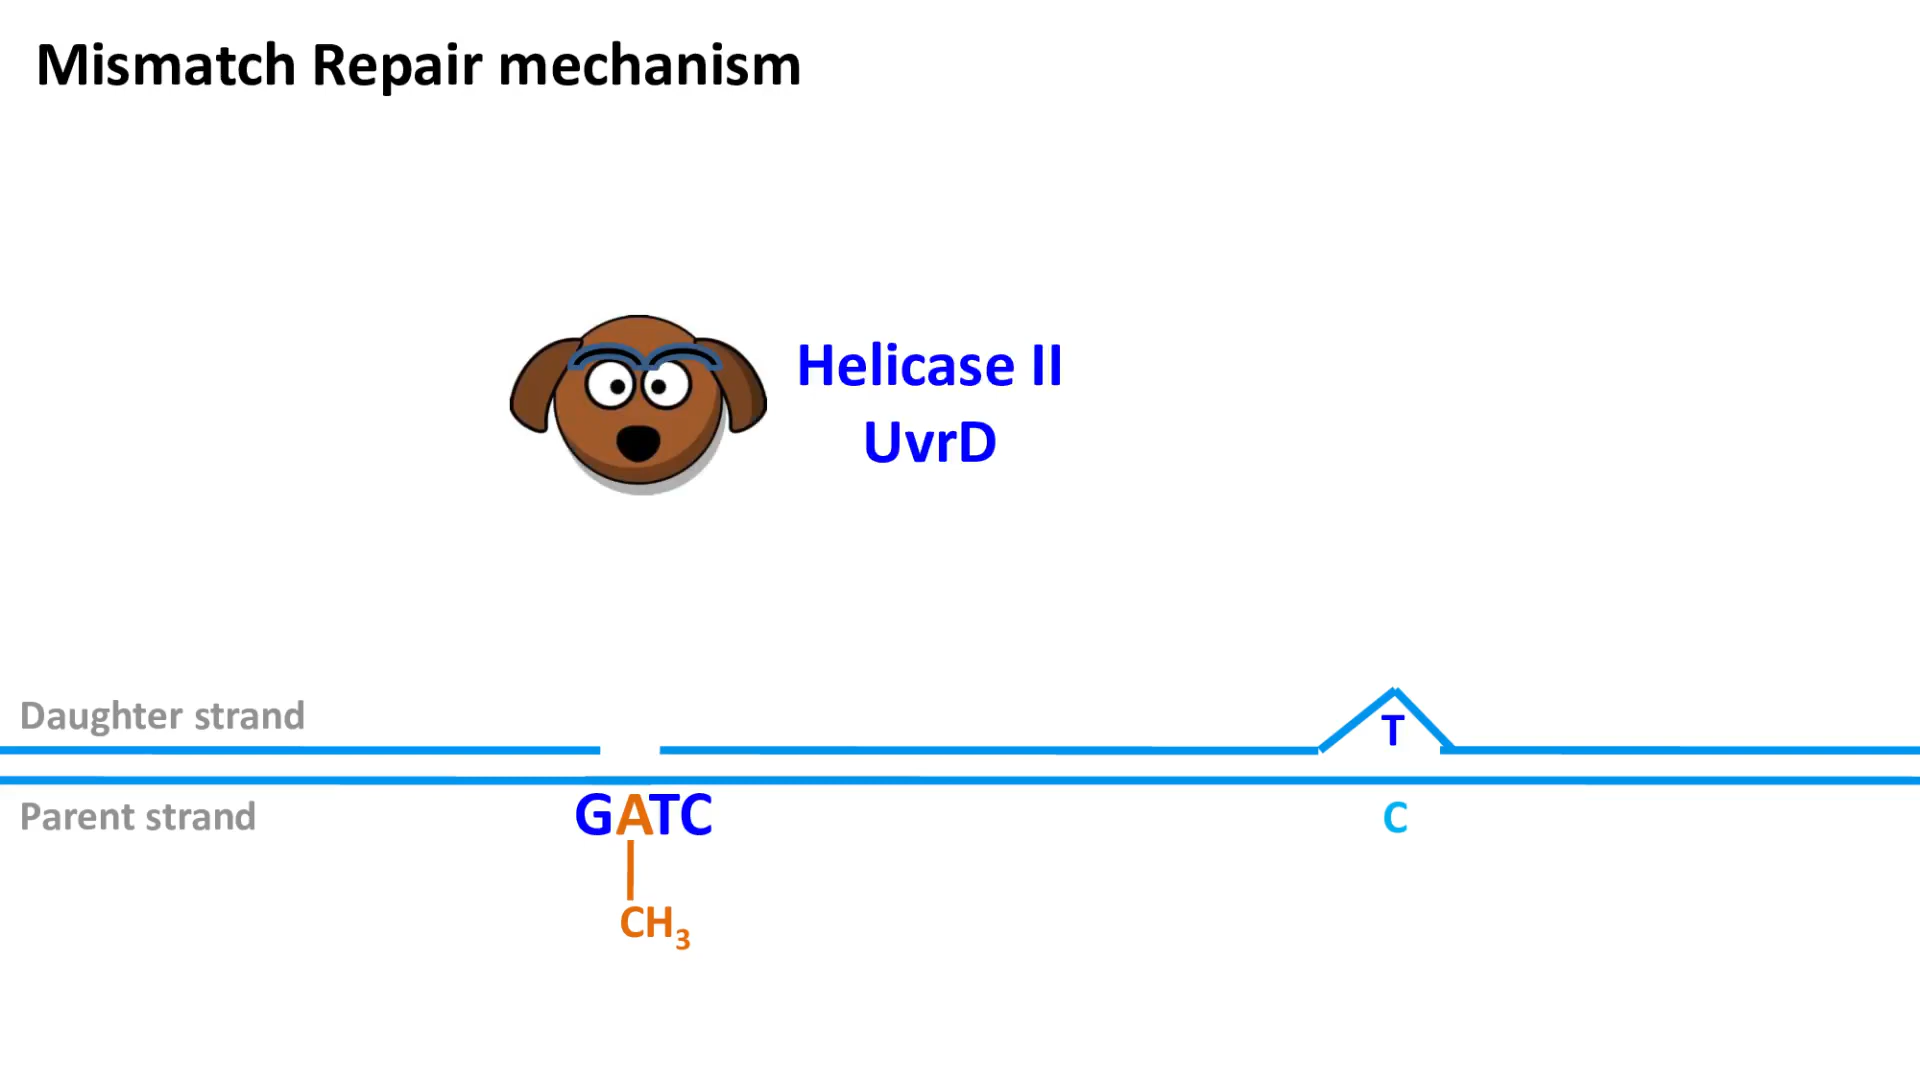 Mismatch Repair mechanism
Helicase II
UvrD
Daughter strand
T
Parent strand
GATC
C
CH₃